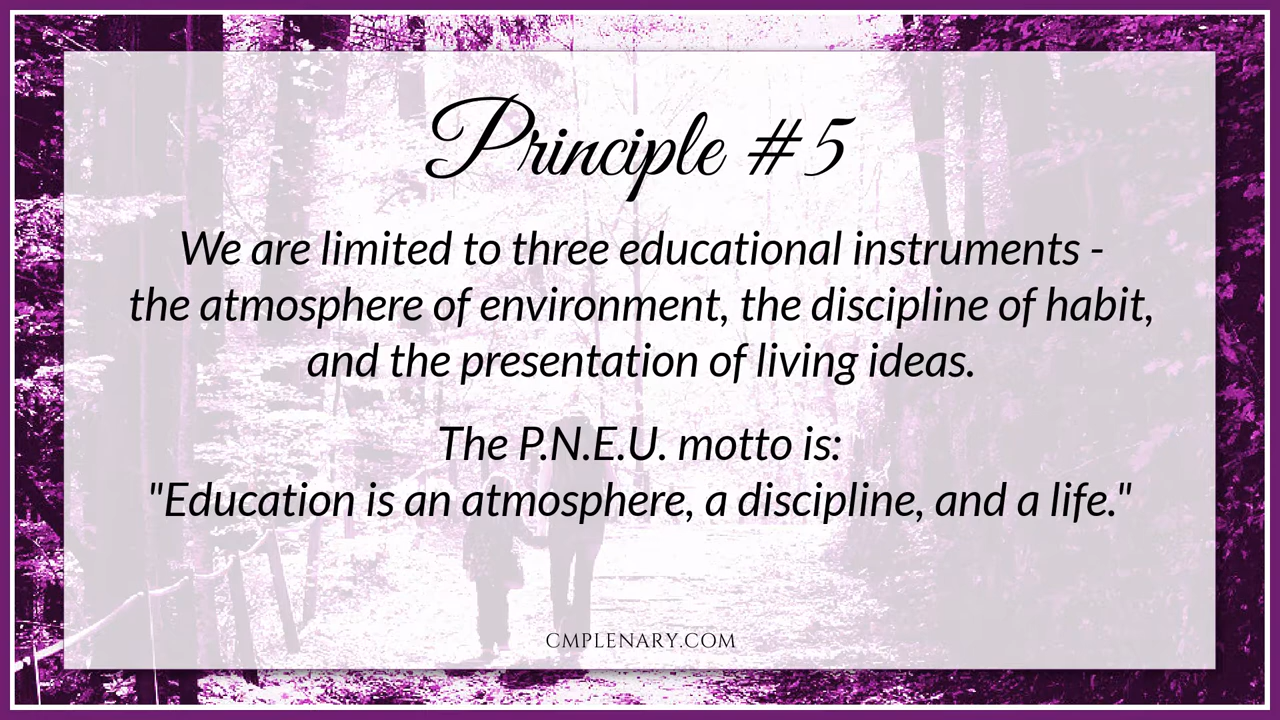 Principle #5
We are limited to three educational instruments -
the atmosphere of environment, the discipline of habit,
and the presentation of living ideas.
The P.N.E.U. motto is:
"Education is an atmosphere, a discipline, and a life."
CMPLENARY.COM